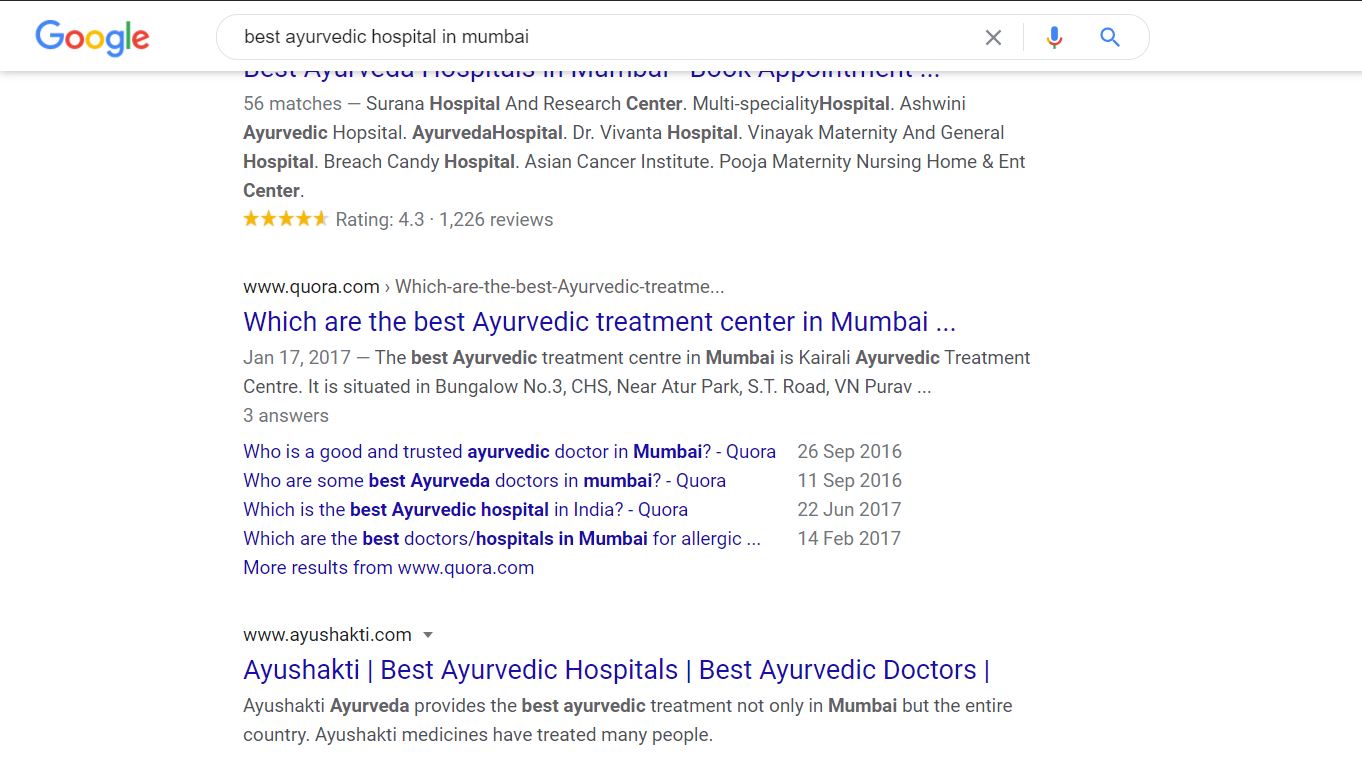 Google
best ayurvedic hospital in mumbai
Best Ayurveda Hospitals in Mumbai - Book Appointment ...
56 matches — Surana Hospital And Research Center. Multi-specialityHospital. Ashwini
Ayurvedic Hopsital. AyurvedaHospital. Dr. Vivanta Hospital. Vinayak Maternity And General
Hospital. Breach Candy Hospital. Asian Cancer Institute. Pooja Maternity Nursing Home & Ent
Center.
Rating: 4.3 · 1,226 reviews
www.quora.com › Which-are-the-best-Ayurvedic-treatme...
Which are the best Ayurvedic treatment center in Mumbai ...
Jan 17, 2017 — The best Ayurvedic treatment centre in Mumbai is Kairali Ayurvedic Treatment
Centre. It is situated in Bungalow No.3, CHS, Near Atur Park, S.T. Road, VN Purav ...
3 answers
Who is a good and trusted ayurvedic doctor in Mumbai? - Quora 26 Sep 2016
Who are some best Ayurveda doctors in mumbai? - Quora 11 Sep 2016
Which is the best Ayurvedic hospital in India? - Quora 22 Jun 2017
Which are the best doctors/hospitals in Mumbai for allergic ... 14 Feb 2017
More results from www.quora.com
www.ayushakti.com
Ayushakti | Best Ayurvedic Hospitals | Best Ayurvedic Doctors |
Ayushakti Ayurveda provides the best ayurvedic treatment not only in Mumbai but the entire
country. Ayushakti medicines have treated many people.